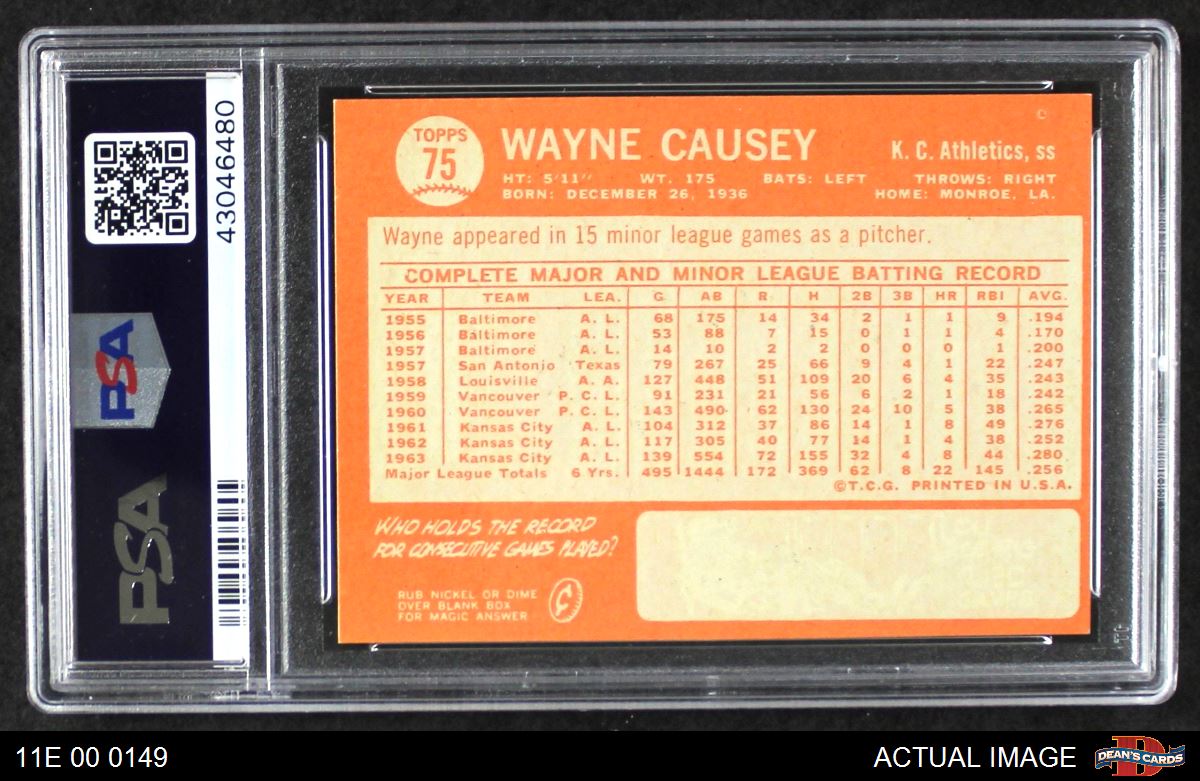 TOPPS
75
WAYNE CAUSEY
K. C. Athletics, ss
HT: 5'11" WT. 175 BATS: LEFT THROWS: RIGHT
BORN: DECEMBER 26, 1936 HOME: MONROE, LA.
Wayne appeared in 15 minor league games as a pitcher.
COMPLETE MAJOR AND MINOR LEAGUE BATTING RECORD
YEAR TEAM LEA. G AB R H 2B 3B HR RBI AVG.
1955 Baltimore A. L. 68 175 14 34 2 1 1 9 .194
1956 Baltimore A. L. 53 88 7 15 0 1 1 4 .170
1957 Baltimore A. L. 14 10 2 2 0 0 0 1 .200
1957 San Antonio Texas 79 267 25 66 9 4 1 22 .247
1958 Louisville A. A. 127 448 51 109 20 6 4 35 .243
1959 Vancouver P. C. L. 91 231 21 56 6 2 1 18 .242
1960 Vancouver P. C. L. 143 490 62 130 24 10 5 38 .265
1961 Kansas City A. L. 104 312 37 86 14 1 8 49 .276
1962 Kansas City A. L. 117 305 40 77 14 1 4 38 .252
1963 Kansas City A. L. 139 554 72 155 32 4 8 44 .280
Major League Totals 6 Yrs. 495 1444 172 369 62 8 22 145 .256
©T.C.G. PRINTED IN U.S.A.
WHO HOLDS THE RECORD
FOR CONSECUTIVE GAMES PLAYED?
RUB NICKEL OR DIME
OVER BLANK BOX
FOR MAGIC ANSWER
43046480
PSA
PSA
11E 00 0149
ACTUAL IMAGE
DEAN'S CARDS